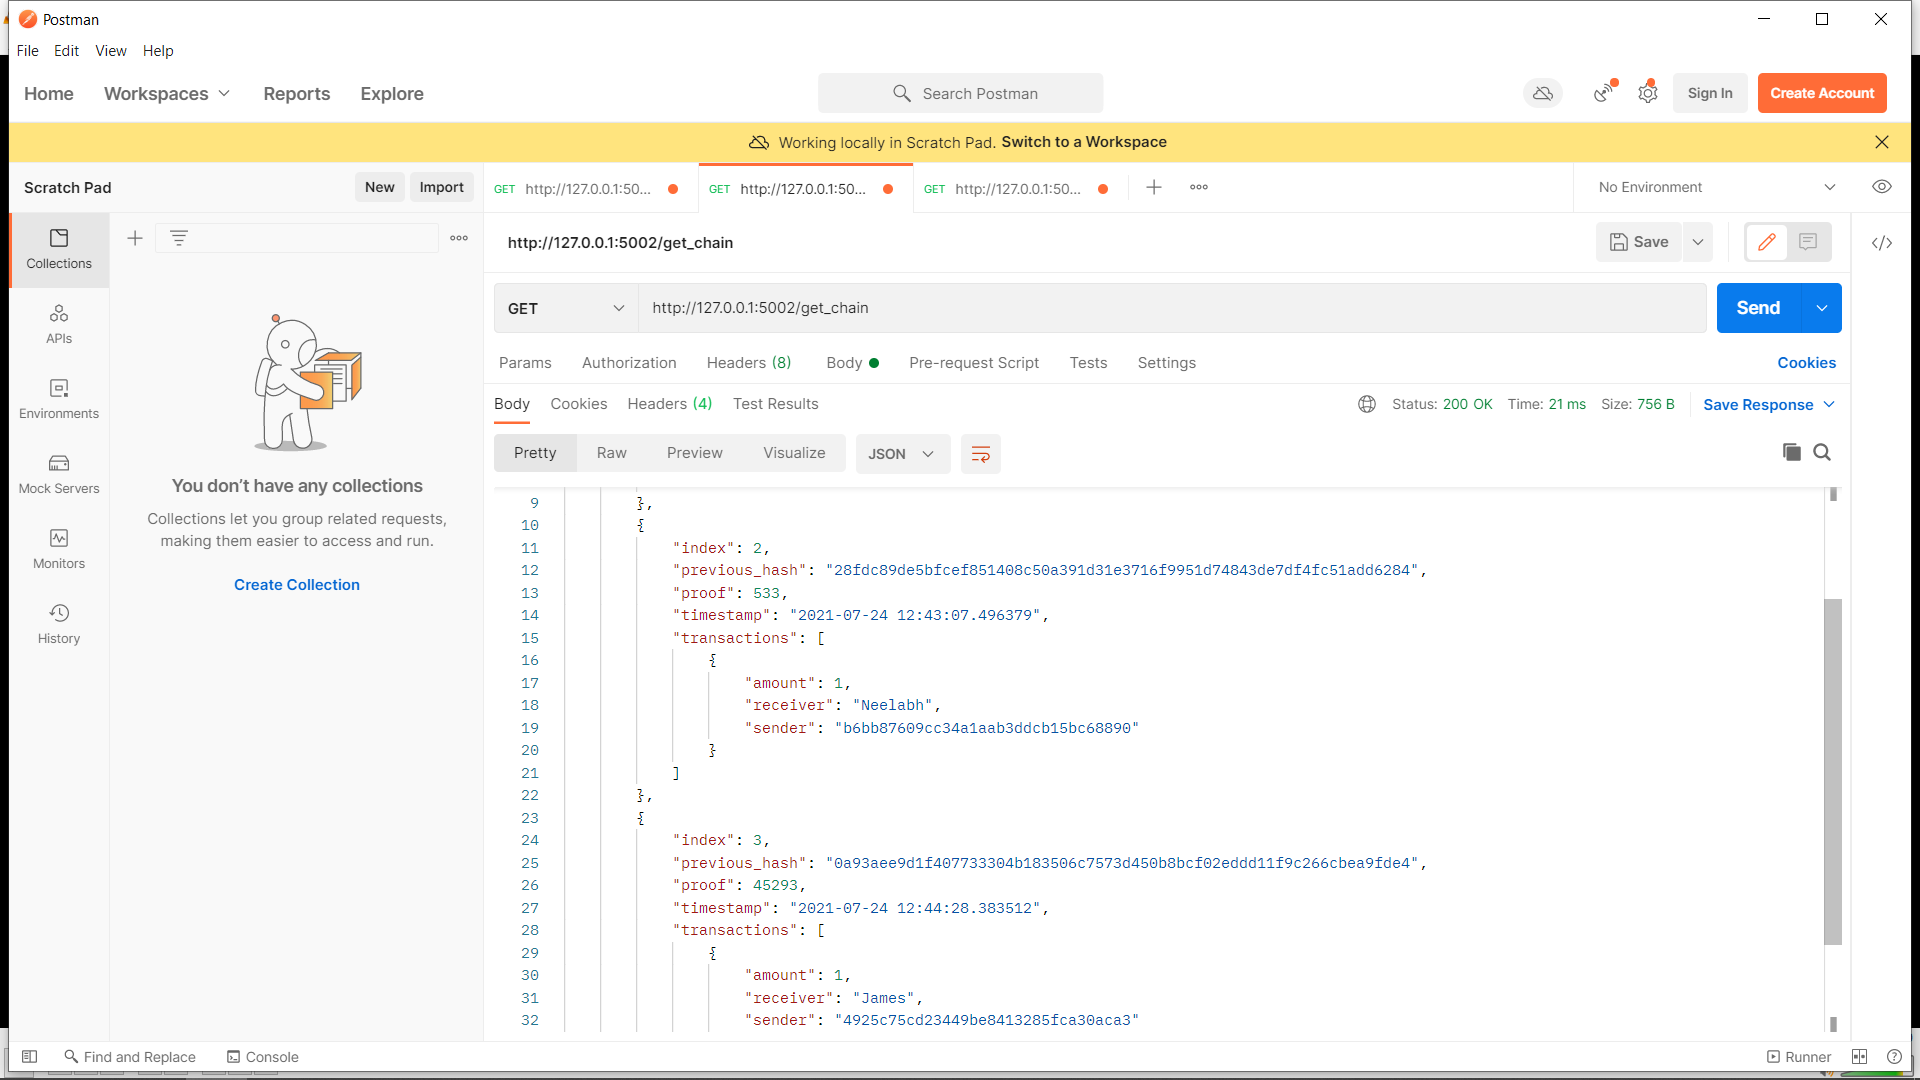 Postman
File Edit View Help
Home Workspaces Reports Explore Search Postman Sign In Create Account
Working locally in Scratch Pad. Switch to a Workspace
Scratch Pad New Import GET http://127.0.0.1:50... GET http://127.0.0.1:50... GET http://127.0.0.1:50... No Environment
Collections
APIs
Environments
Mock Servers
Monitors
History
You don't have any collections
Collections let you group related requests,
making them easier to access and run.
Create Collection
http://127.0.0.1:5002/get_chain Save
GET http://127.0.0.1:5002/get_chain Send
Params Authorization Headers (8) Body Pre-request Script Tests Settings Cookies
Body Cookies Headers (4) Test Results Status: 200 OK Time: 21 ms Size: 756 B Save Response
Pretty Raw Preview Visualize JSON
9 },
10 {
11 "index": 2,
12 "previous_hash": "28fdc89de5bfcef851408c50a391d31e3716f9951d74843de7df4fc51add6284",
13 "proof": 533,
14 "timestamp": "2021-07-24 12:43:07.496379",
15 "transactions": [
16 {
17 "amount": 1,
18 "receiver": "Neelabh",
19 "sender": "b6bb87609cc34a1aab3ddcb15bc68890"
20 }
21 ]
22 },
23 {
24 "index": 3,
25 "previous_hash": "0a93aee9d1f407733304b183506c7573d450b8bcf02eddd11f9c266cbea9fde4",
26 "proof": 45293,
27 "timestamp": "2021-07-24 12:44:28.383512",
28 "transactions": [
29 {
30 "amount": 1,
31 "receiver": "James",
32 "sender": "4925c75cd23449be8413285fca30aca3"
Find and Replace Console Runner